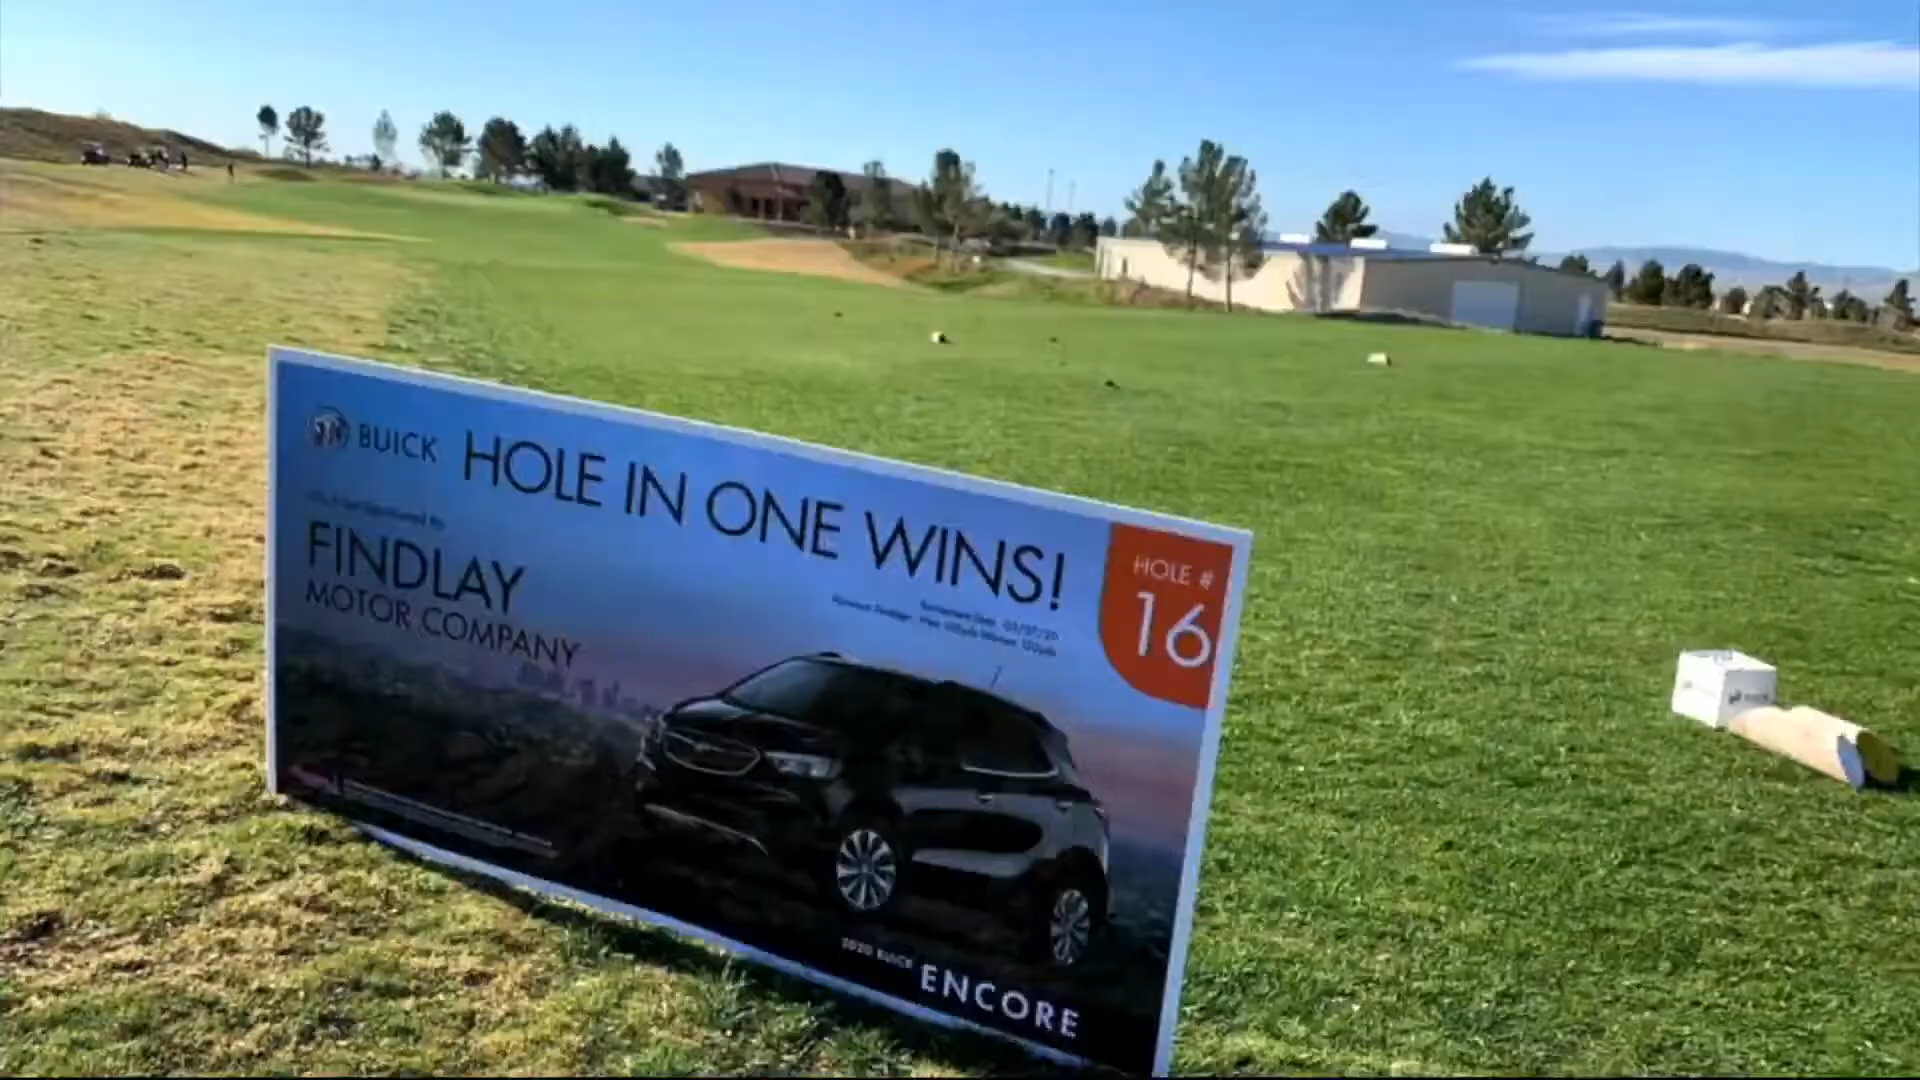 BUICK
HOLE IN ONE WINS!
FINDLAY
MOTOR COMPANY
HOLE #
16
2020 BUICK
ENCORE